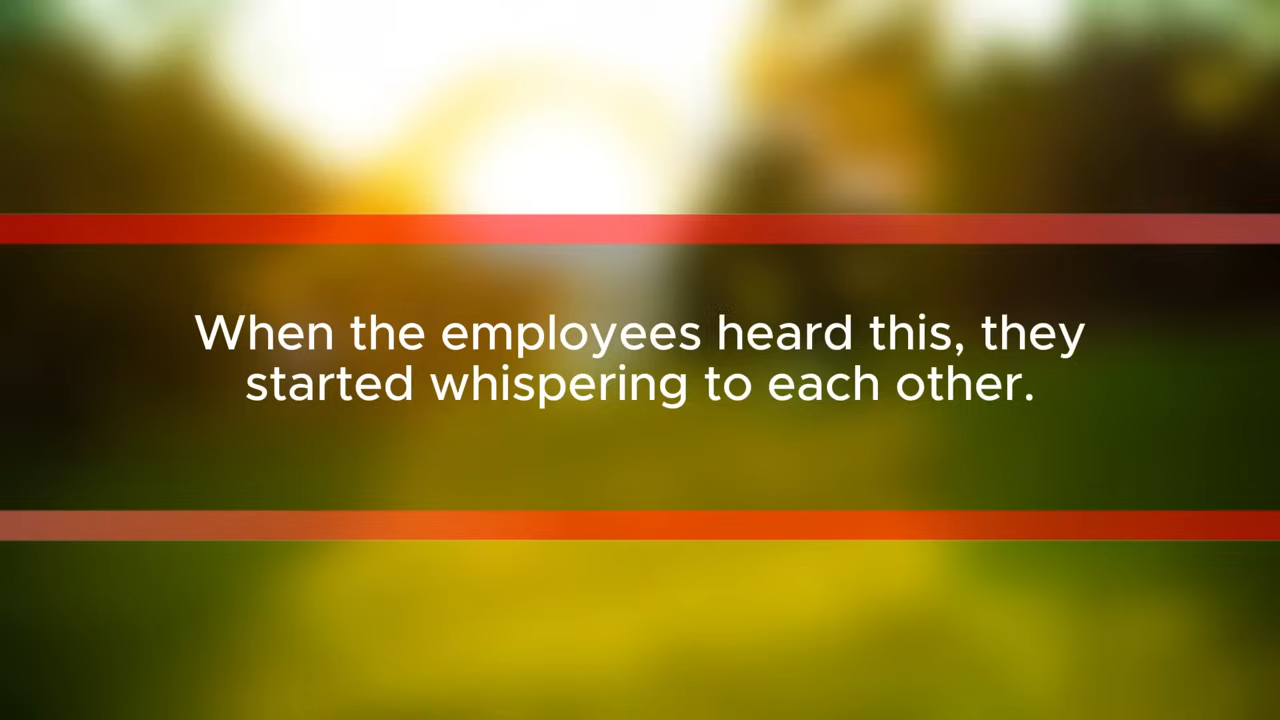 When the employees heard this, they
started whispering to each other.